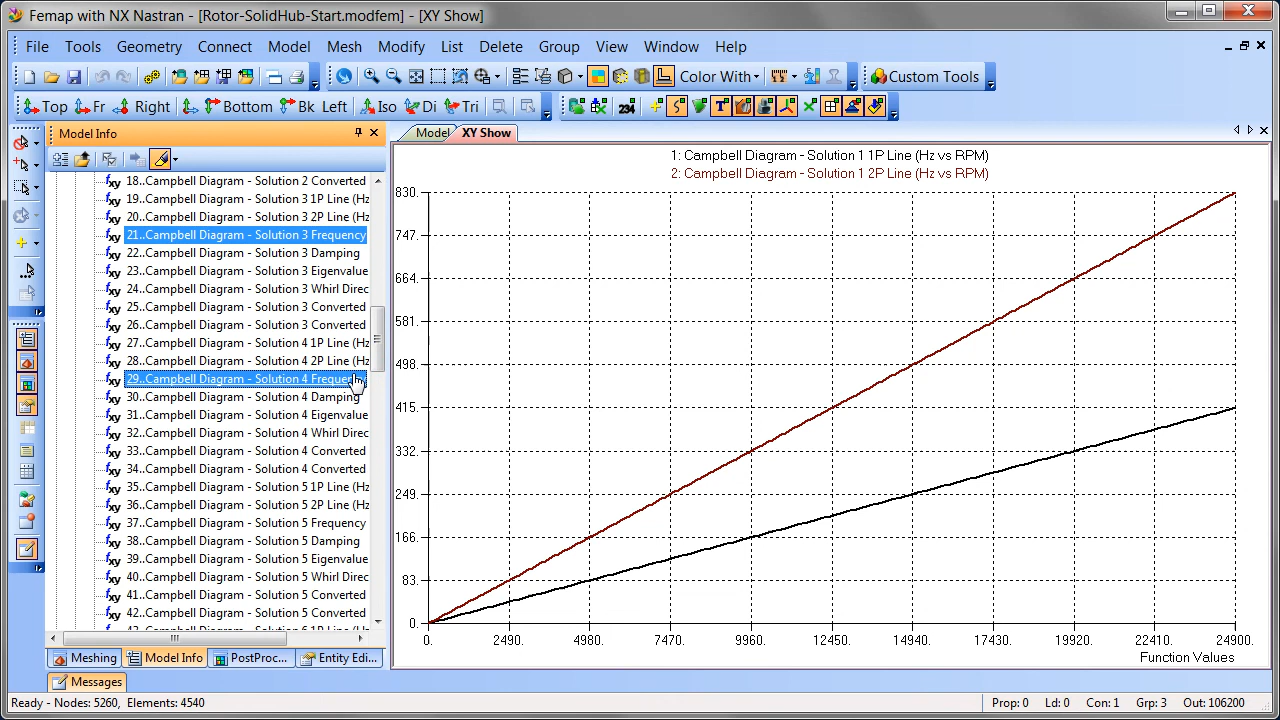 Femap with NX Nastran - [Rotor-SolidHub-Start.modfem] - [XY Show]
File Tools Geometry Connect Model Mesh Modify List Delete Group View Window Help
Color With Custom Tools
Top Fr Right Bottom Bk Left Iso Di Tri 234 T
Model Info
Model XY Show
18..Campbell Diagram - Solution 2 Converted
19..Campbell Diagram - Solution 3 1P Line (Hz
20..Campbell Diagram - Solution 3 2P Line (Hz
21..Campbell Diagram - Solution 3 Frequency
22..Campbell Diagram - Solution 3 Damping
23..Campbell Diagram - Solution 3 Eigenvalue
24..Campbell Diagram - Solution 3 Whirl Direc
25..Campbell Diagram - Solution 3 Converted
26..Campbell Diagram - Solution 3 Converted
27..Campbell Diagram - Solution 4 1P Line (Hz
28..Campbell Diagram - Solution 4 2P Line (Hz
29..Campbell Diagram - Solution 4 Frequen
30..Campbell Diagram - Solution 4 Damping
31..Campbell Diagram - Solution 4 Eigenvalue
32..Campbell Diagram - Solution 4 Whirl Direc
33..Campbell Diagram - Solution 4 Converted
34..Campbell Diagram - Solution 4 Converted
35..Campbell Diagram - Solution 5 1P Line (Hz
36..Campbell Diagram - Solution 5 2P Line (Hz
37..Campbell Diagram - Solution 5 Frequency
38..Campbell Diagram - Solution 5 Damping
39..Campbell Diagram - Solution 5 Eigenvalue
40..Campbell Diagram - Solution 5 Whirl Direc
41..Campbell Diagram - Solution 5 Converted
42..Campbell Diagram - Solution 5 Converted
Meshing Model Info PostProc... Entity Edi...
1: Campbell Diagram - Solution 1 1P Line (Hz vs RPM)
2: Campbell Diagram - Solution 1 2P Line (Hz vs RPM)
830.
747.
664.
581.
498.
415.
332.
249.
166.
83.
0.
0. 2490. 4980. 7470. 9960. 12450. 14940. 17430. 19920. 22410. 24900.
Function Values
Messages
Ready - Nodes: 5260, Elements: 4540 Prop: 0 Ld: 0 Con: 1 Grp: 3 Out: 106200